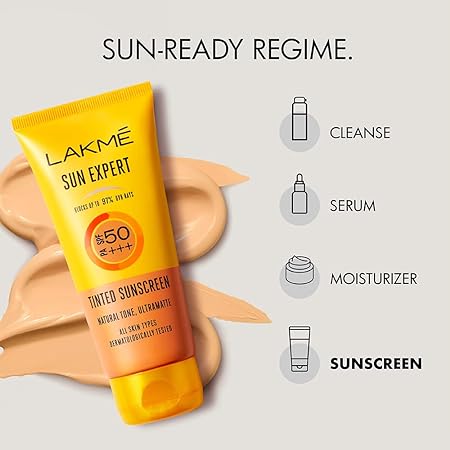 SUN-READY REGIME.
LAKMÉ
SUN EXPERT
BLOCKS UP TO 97% UVB RAYS
SPF 50
PA +++
TINTED SUNSCREEN
NATURAL TONE, ULTRAMATTE
ALL SKIN TYPES
DERMATOLOGICALLY TESTED
CLEANSE
SERUM
MOISTURIZER
SUNSCREEN